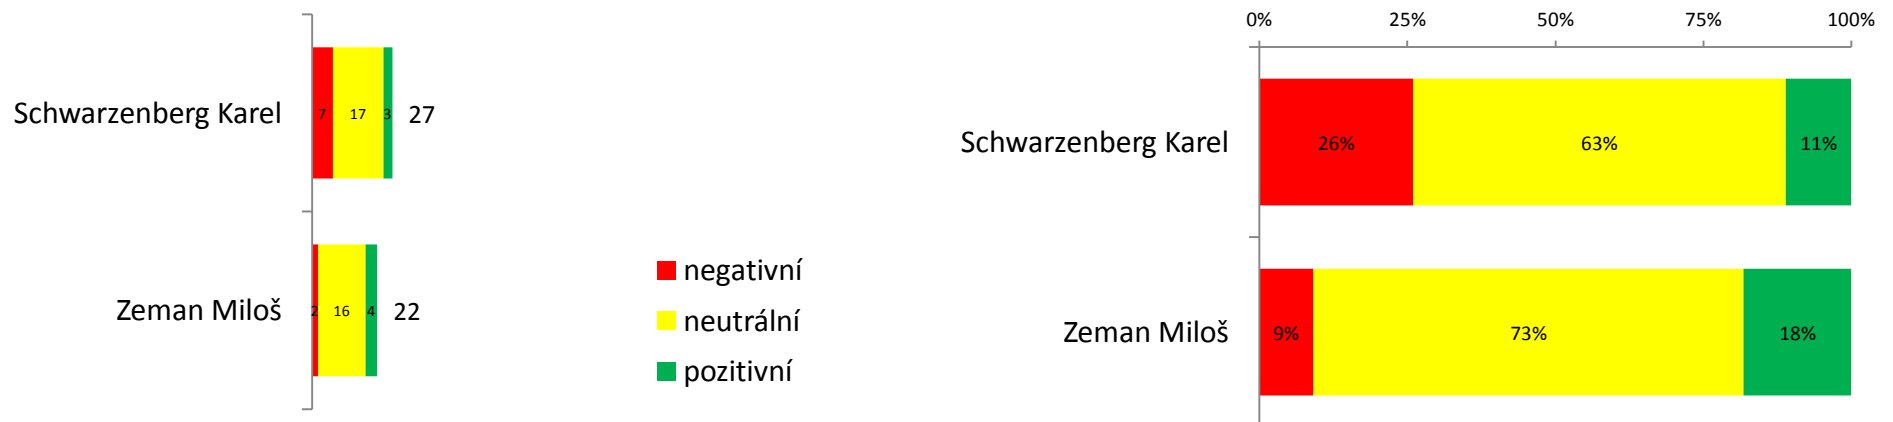 Schwarzenberg Karel 7 17 3 27
Zeman Miloš 2 16 4 22
negativní
neutrální
pozitivní
0% 25% 50% 75% 100%
Schwarzenberg Karel 26% 63% 11%
Zeman Miloš 9% 73% 18%